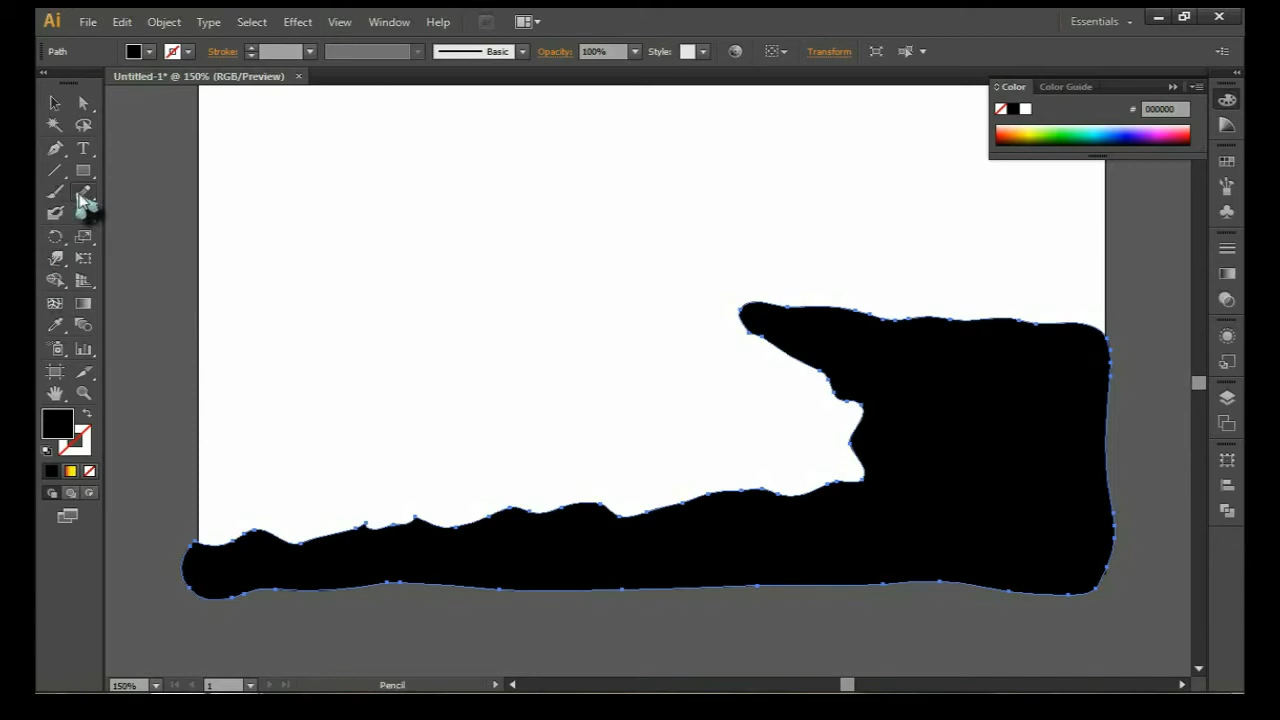 Ai File Edit Object Type Select Effect View Window Help Essentials
Path Stroke: Basic Opacity: 100% Style: Transform
Untitled-1* @ 150% (RGB/Preview) ×
Color Color Guide
# 000000
T
150% 1 Pencil